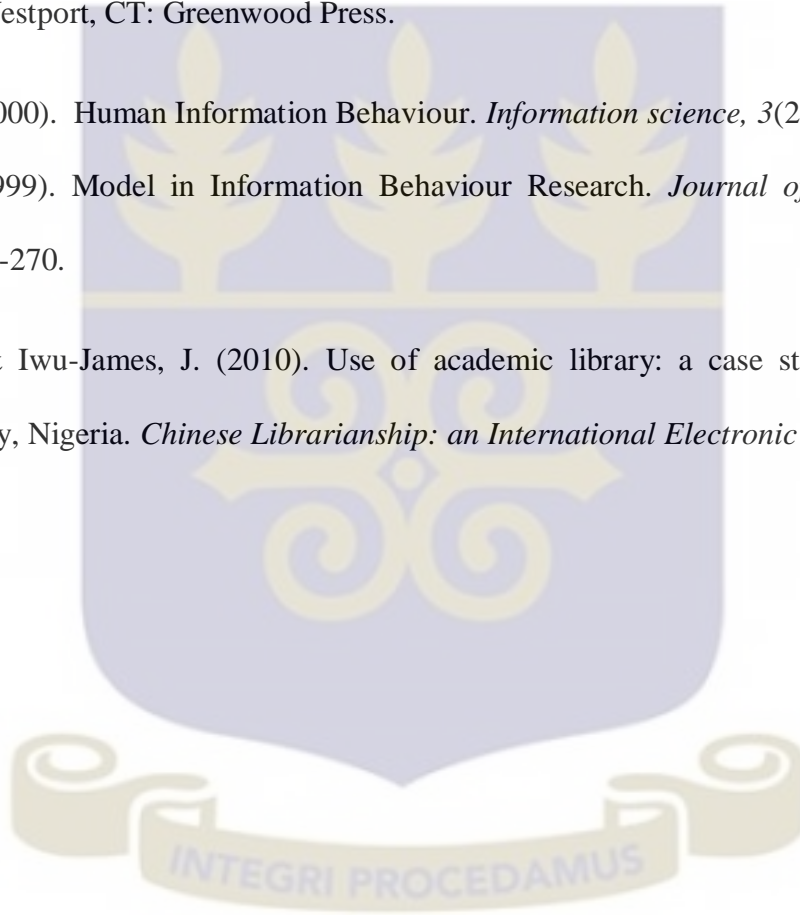 estport, CT: Greenwood Press.
000). Human Information Behaviour. Information science, 3(2
999). Model in Information Behaviour Research. Journal of
-270.
Iwu-James, J. (2010). Use of academic library: a case st
y, Nigeria. Chinese Librarianship: an International Electronic
INTEGRI PROCEDAMUS